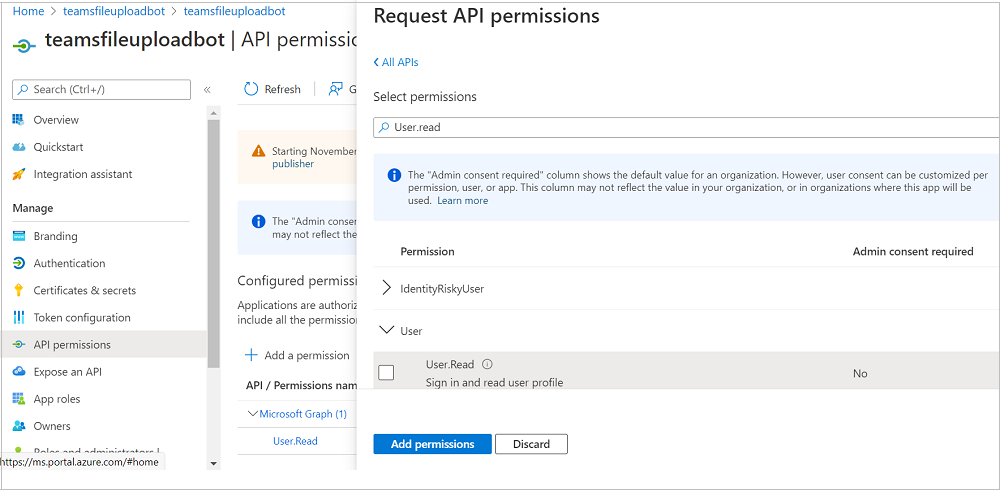 Home > teamsfileuploadbot > teamsfileuploadbot
teamsfileuploadbot | API permissio
Search (Ctrl+/)
«
Overview
Quickstart
Integration assistant
Manage
Branding
Authentication
Certificates & secrets
Token configuration
API permissions
Expose an API
App roles
Owners
Roles and administrators |
https://ms.portal.azure.com/#home
Refresh | G
Starting November
publisher
The "Admin consen
may not reflect the
Configured permissi
Applications are authoriz
include all the permission
+ Add a permission
API / Permissions nam
Microsoft Graph (1)
User.Read
Request API permissions
< All APIs
Select permissions
User.read
The "Admin consent required" column shows the default value for an organization. However, user consent can be customized per
permission, user, or app. This column may not reflect the value in your organization, or in organizations where this app will be
used. Learn more
Permission Admin consent required
IdentityRiskyUser
User
User.Read
Sign in and read user profile
No
Add permissions Discard